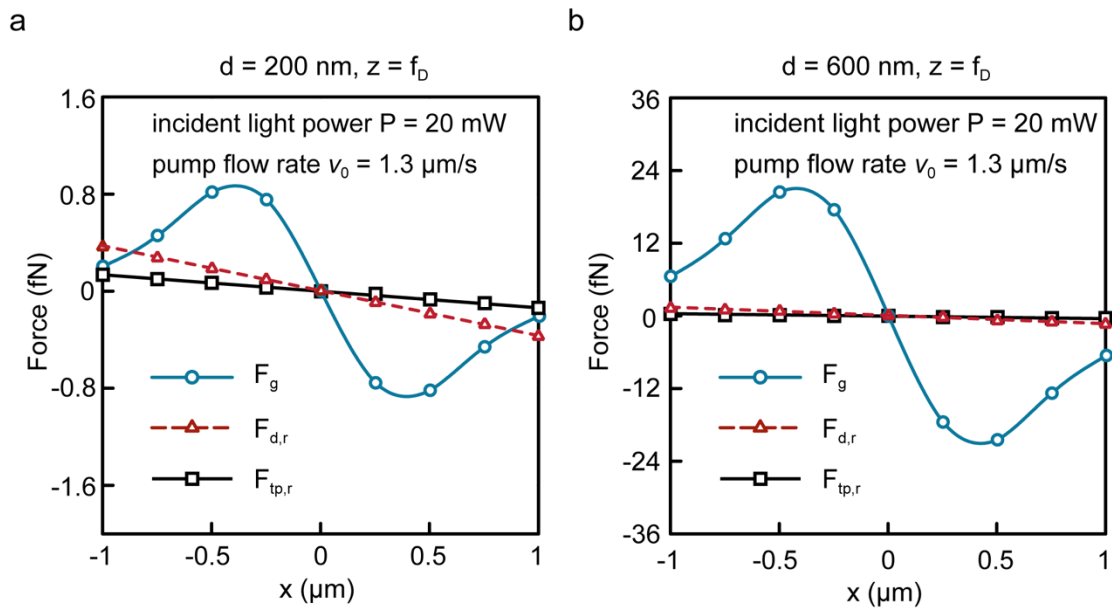 a
d = 200 nm, z = f_D
incident light power P = 20 mW
pump flow rate v₀ = 1.3 µm/s
Force (fN)
1.6
0.8
0
-0.8
-1.6
F_g
F_d,r
F_tp,r
-1
-0.5
0
0.5
1
x (µm)
b
d = 600 nm, z = f_D
incident light power P = 20 mW
pump flow rate v₀ = 1.3 µm/s
Force (fN)
36
24
12
0
-12
-24
-36
F_g
F_d,r
F_tp,r
-1
-0.5
0
0.5
1
x (µm)